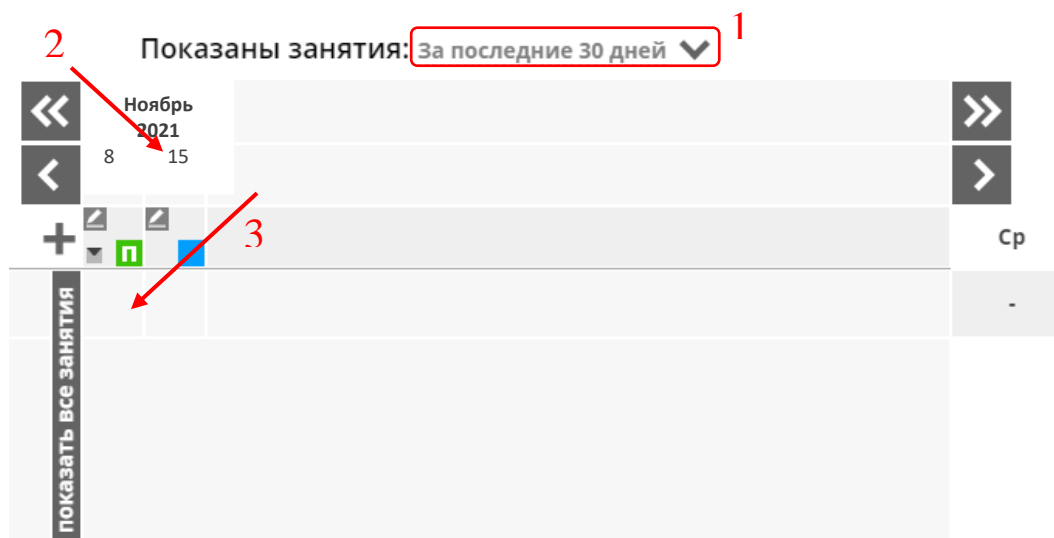 1
2
Показаны занятия: За последние 30 дней
Ноябрь
2021
8 15
3
Ср
П
-
показать все занятия